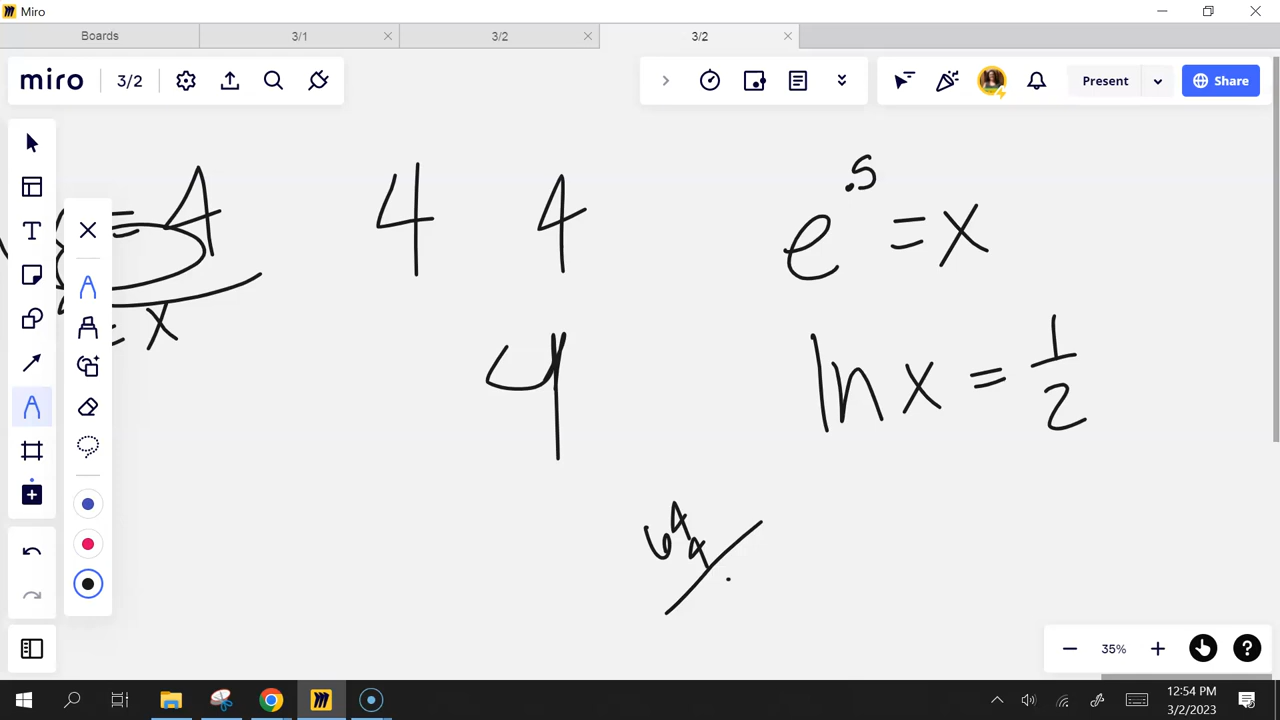 Miro
Boards 3/1 3/2 3/2
miro 3/2 Present Share
= 4 4 4 e^.5 = x
= x 4 ln x = 1/2
35%
12:54 PM
3/2/2023